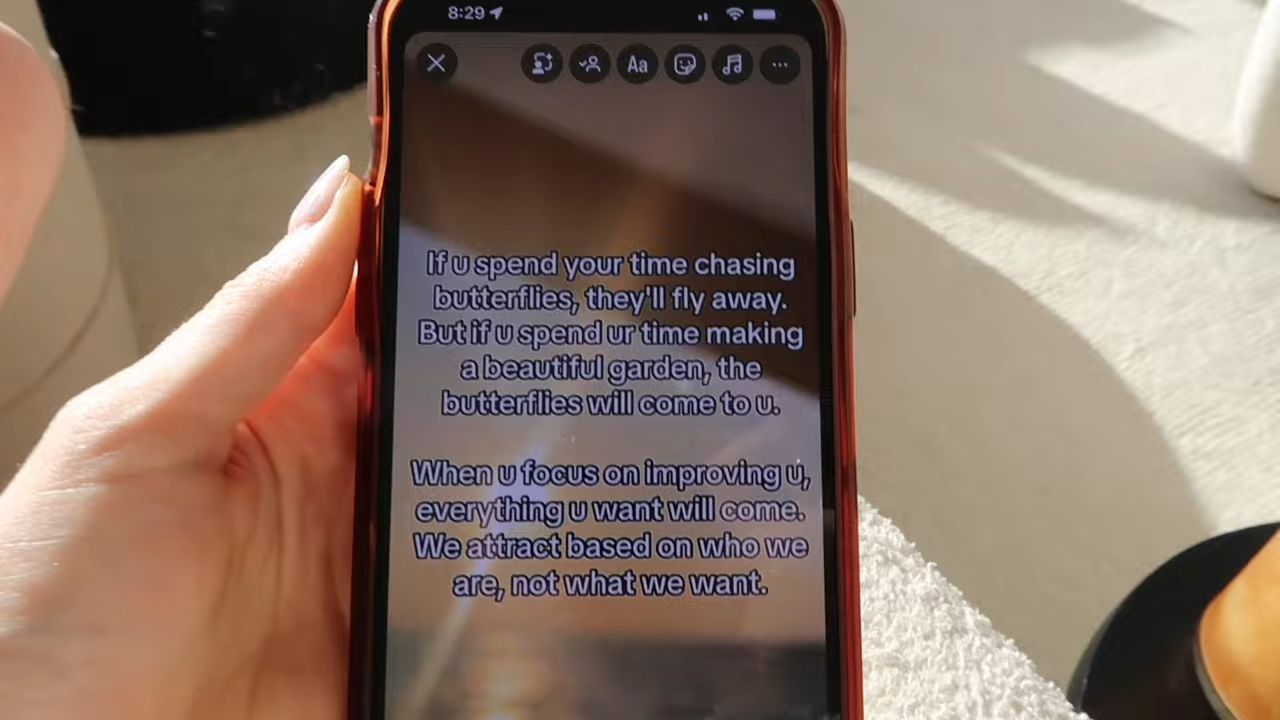 8:29
Aa
If u spend your time chasing
butterflies, they'll fly away.
But if u spend ur time making
a beautiful garden, the
butterflies will come to u.
When u focus on improving u,
everything u want will come.
We attract based on who we
are, not what we want.